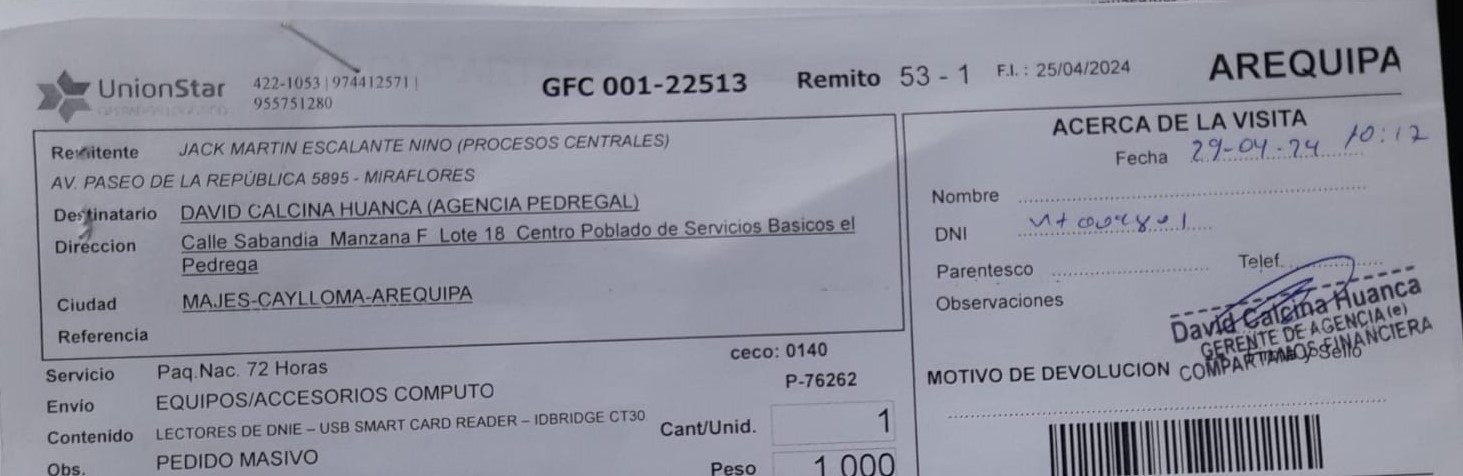 UnionStar
OPERADOR LOGISTICO
422-1053 | 974412571 |
955751280
GFC 001-22513
Remito 53 - 1
F.I. : 25/04/2024
AREQUIPA
Remitente JACK MARTIN ESCALANTE NINO (PROCESOS CENTRALES)
AV. PASEO DE LA REPÚBLICA 5895 - MIRAFLORES
Destinatario DAVID CALCINA HUANCA (AGENCIA PEDREGAL)
Direccion Calle Sabandia Manzana F Lote 18 Centro Poblado de Servicios Basicos el
Pedrega
Ciudad MAJES-CAYLLOMA-AREQUIPA
Referencia
Servicio Paq.Nac. 72 Horas
ceco: 0140
Envío EQUIPOS/ACCESORIOS COMPUTO
P-76262
Contenido LECTORES DE DNIE – USB SMART CARD READER – IDBRIDGE CT30
Cant/Unid. 1
Obs. PEDIDO MASIVO
Peso 1.000
ACERCA DE LA VISITA
Fecha 29-04-24 10:12
Nombre
DNI
Parentesco
Telef.
Observaciones
David Calcina Huanca
GERENTE DE AGENCIA (e)
COMPARTAMOS FINANCIERA
y Sello
MOTIVO DE DEVOLUCION